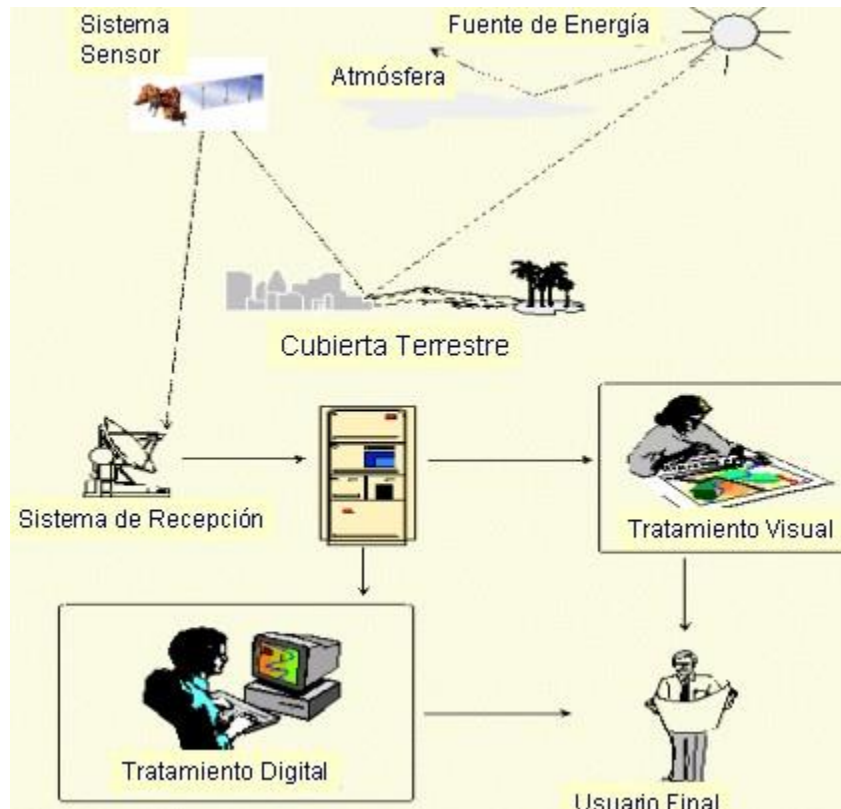 Sistema
Sensor
Fuente de Energía
Atmósfera
Cubierta Terrestre
Sistema de Recepción
Tratamiento Visual
Tratamiento Digital
Usuario Final